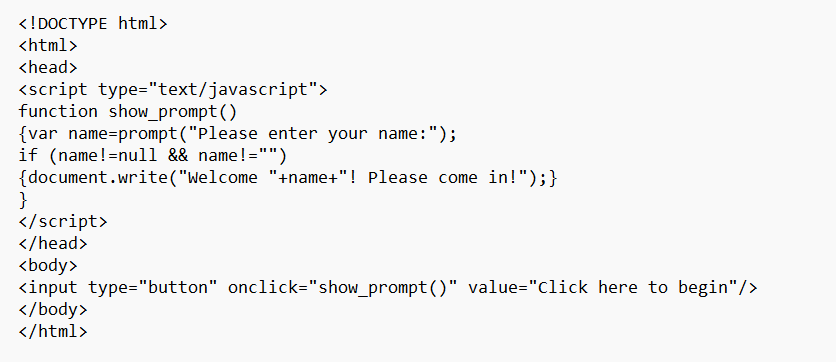 <!DOCTYPE html>
<html>
<head>
<script type="text/javascript">
function show_prompt()
{var name=prompt("Please enter your name:");
if (name!=null && name!="")
{document.write("Welcome "+name+"! Please come in!");}
}
</script>
</head>
<body>
<input type="button" onclick="show_prompt()" value="Click here to begin"/>
</body>
</html>